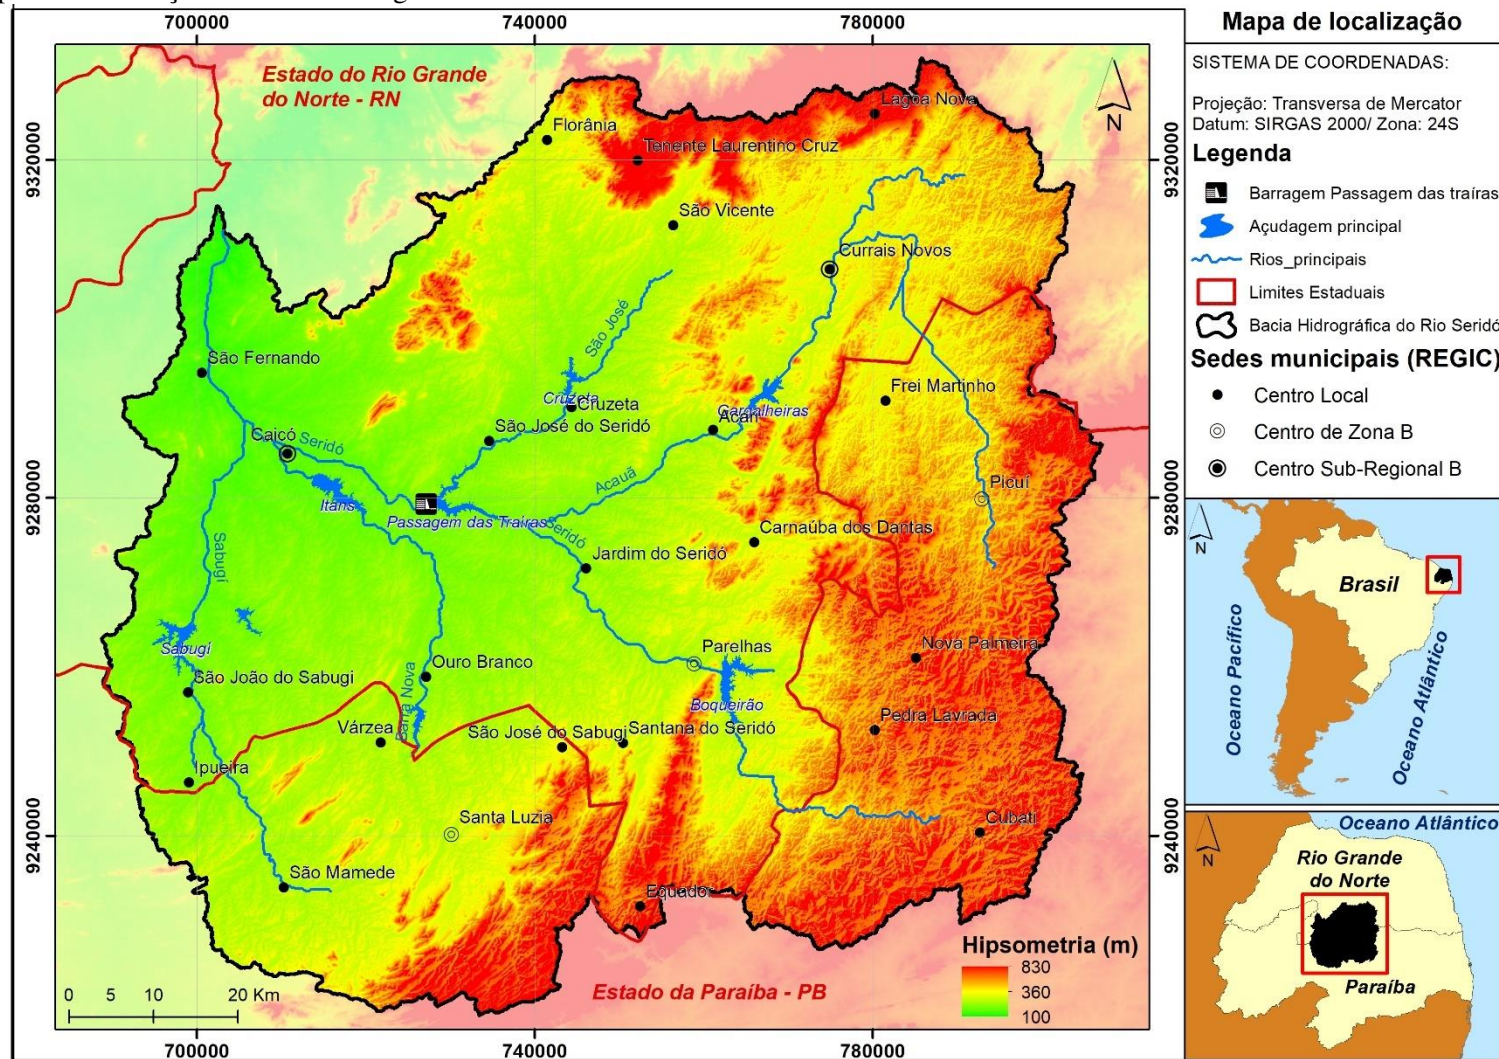 700000
740000
780000
9320000
9280000
9240000
9320000
9280000
9240000
Estado do Rio Grande
do Norte - RN
N
Lagoa Nova
Florânia
Tenente Laurentino Cruz
São Vicente
Currais Novos
São José
São Fernando
Frei Martinho
Cruzeta
Cruzeta
Gargalheiras
Acari
São José do Seridó
Caicó
Seridó
Acauã
Picuí
Itans
Passagem das Traíras
Seridó
Carnaúba dos Dantas
Sabugi
Jardim do Seridó
Sabugí
Parelhas
Nova Palmeira
Ouro Branco
São João do Sabugi
Barra Nova
Boqueirão
Pedra Lavrada
Várzea
São José do Sabugi
Santana do Seridó
Ipueira
Santa Luzia
Cubati
São Mamede
Equador
Hipsometria (m)
830
360
100
0 5 10 20 Km
Estado da Paraíba - PB
700000
740000
780000
Mapa de localização
SISTEMA DE COORDENADAS:
Projeção: Transversa de Mercator
Datum: SIRGAS 2000/ Zona: 24S
Legenda
Barragem Passagem das traíras
Açudagem principal
Rios_principais
Limites Estaduais
Bacia Hidrográfica do Rio Seridó
Sedes municipais (REGIC)
Centro Local
Centro de Zona B
Centro Sub-Regional B
N
Brasil
Oceano Pacífico
Oceano Atlântico
N
Oceano Atlântico
Rio Grande
do Norte
Paraíba